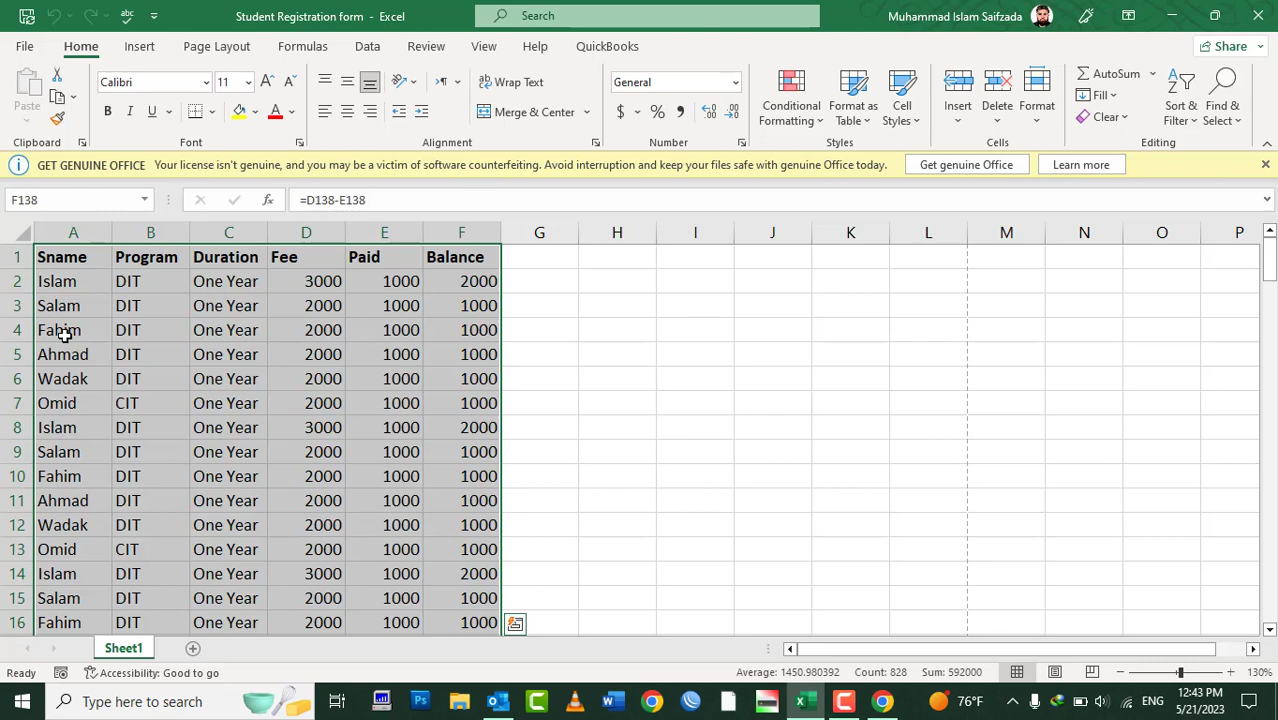 Student Registration form - Excel
Search
Muhammad Islam Saifzada
File Home Insert Page Layout Formulas Data Review View Help QuickBooks Share
Paste
Calibri 11
Wrap Text
Merge & Center
General
Conditional Formatting
Format as Table
Cell Styles
Insert Delete Format
AutoSum
Fill
Clear
Sort & Filter
Find & Select
Clipboard Font Alignment Number Styles Cells Editing
GET GENUINE OFFICE Your license isn't genuine, and you may be a victim of software counterfeiting. Avoid interruption and keep your files safe with genuine Office today. Get genuine Office Learn more
F138 fx =D138-E138
A B C D E F G H I J K L M N O P
1 Sname Program Duration Fee Paid Balance
2 Islam DIT One Year 3000 1000 2000
3 Salam DIT One Year 2000 1000 1000
4 Fahim DIT One Year 2000 1000 1000
5 Ahmad DIT One Year 2000 1000 1000
6 Wadak DIT One Year 2000 1000 1000
7 Omid CIT One Year 2000 1000 1000
8 Islam DIT One Year 3000 1000 2000
9 Salam DIT One Year 2000 1000 1000
10 Fahim DIT One Year 2000 1000 1000
11 Ahmad DIT One Year 2000 1000 1000
12 Wadak DIT One Year 2000 1000 1000
13 Omid CIT One Year 2000 1000 1000
14 Islam DIT One Year 3000 1000 2000
15 Salam DIT One Year 2000 1000 1000
16 Fahim DIT One Year 2000 1000 1000
Sheet1
Ready Accessibility: Good to go Average: 1450.980392 Count: 828 Sum: 592000 130%
Type here to search
76°F
ENG
12:43 PM
5/21/2023